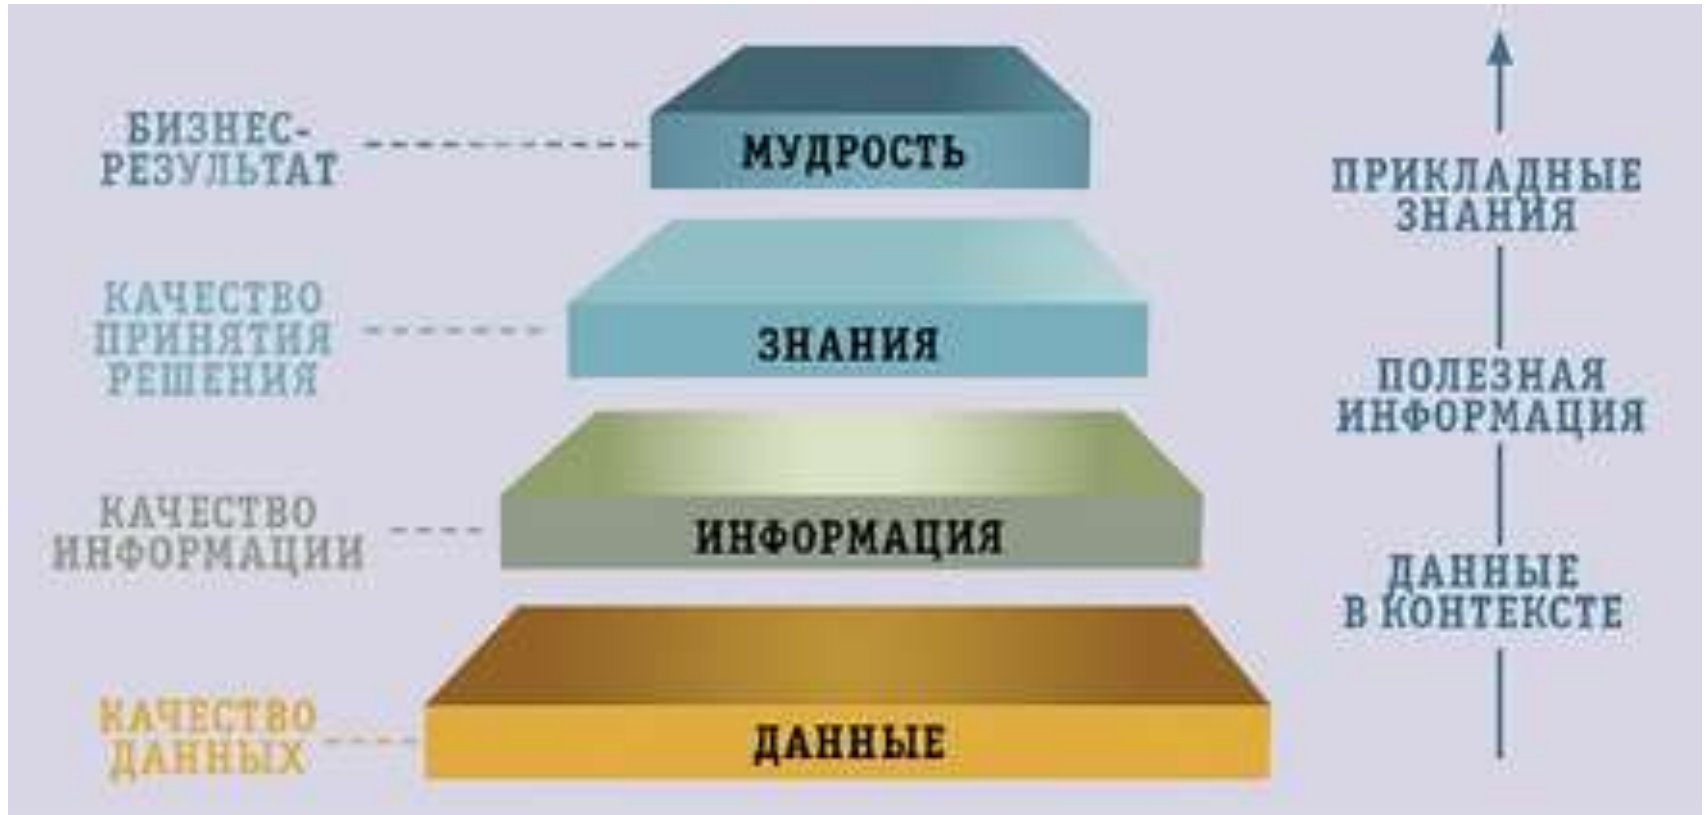 БИЗНЕС-
РЕЗУЛЬТАТ
МУДРОСТЬ
ПРИКЛАДНЫЕ
ЗНАНИЯ
КАЧЕСТВО
ПРИНЯТИЯ
РЕШЕНИЯ
ЗНАНИЯ
ПОЛЕЗНАЯ
ИНФОРМАЦИЯ
КАЧЕСТВО
ИНФОРМАЦИИ
ИНФОРМАЦИЯ
ДАННЫЕ
В КОНТЕКСТЕ
КАЧЕСТВО
ДАННЫХ
ДАННЫЕ